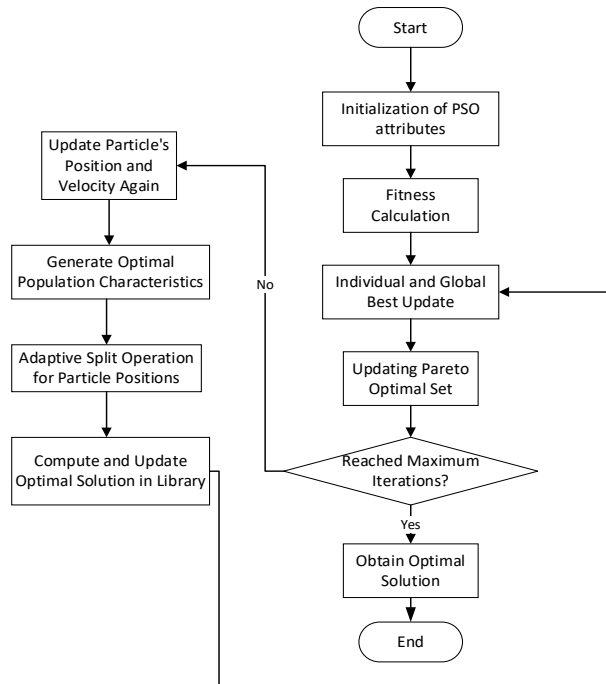 Start
Initialization of PSO
attributes
Fitness
Calculation
Individual and Global
Best Update
Updating Pareto
Optimal Set
Reached Maximum
Iterations?
Yes
Obtain Optimal
Solution
End
No
Update Particle's
Position and
Velocity Again
Generate Optimal
Population Characteristics
Adaptive Split Operation
for Particle Positions
Compute and Update
Optimal Solution in Library